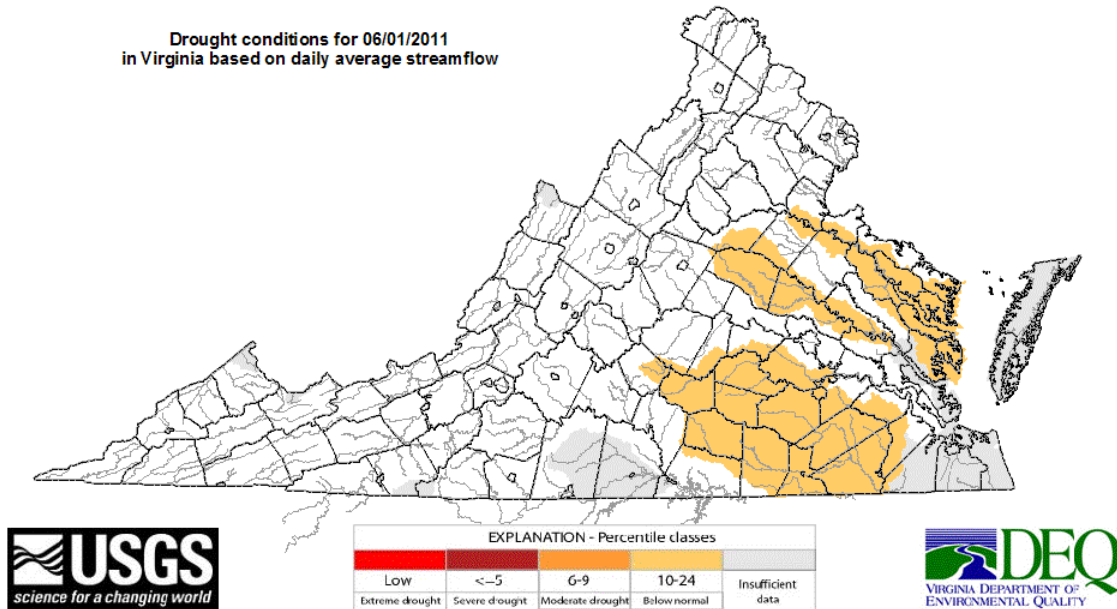 Drought conditions for 06/01/2011
in Virginia based on daily average streamflow
USGS
science for a changing world
EXPLANATION - Percentile classes
Low <=5 6-9 10-24 Insufficient data
Extreme drought Severe drought Moderate drought Below normal
DEQ
VIRGINIA DEPARTMENT OF
ENVIRONMENTAL QUALITY